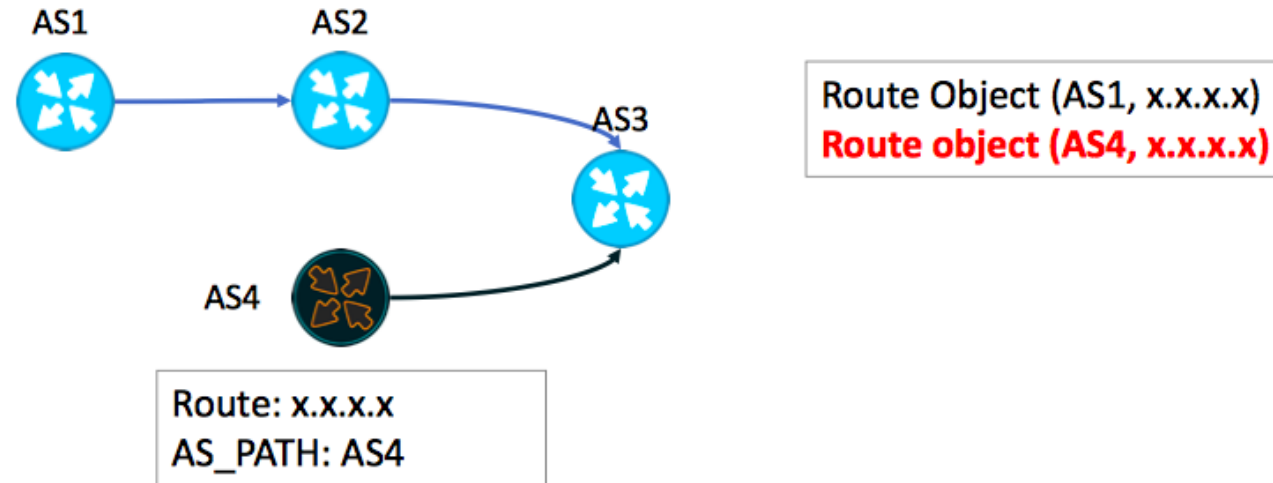 AS1
AS2
AS3
AS4
Route: x.x.x.x
AS_PATH: AS4
Route Object (AS1, x.x.x.x)
Route object (AS4, x.x.x.x)